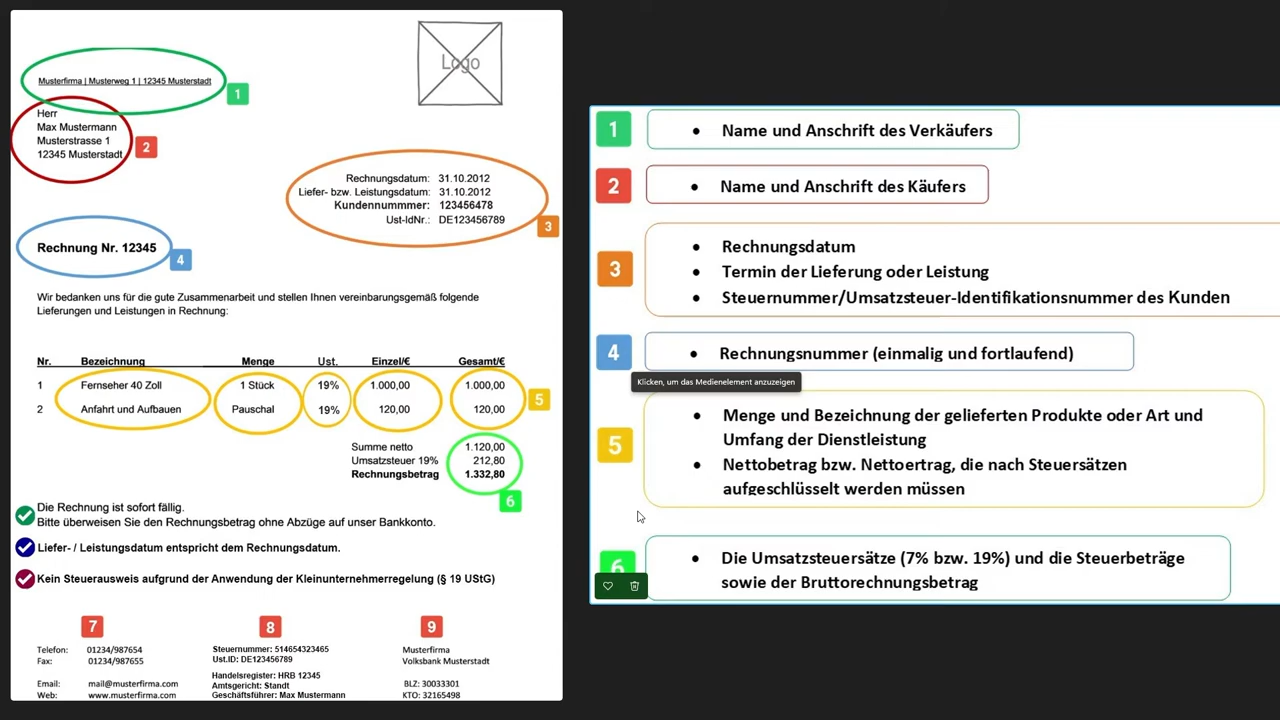 Logo
Musterfirma | Musterweg 1 | 12345 Musterstadt
1
Herr
Max Mustermann
Musterstrasse 1
12345 Musterstadt
2
Rechnungsdatum: 31.10.2012
Liefer- bzw. Leistungsdatum: 31.10.2012
Kundennummmer: 123456478
Ust-IdNr.: DE123456789
3
Rechnung Nr. 12345
4
Wir bedanken uns für die gute Zusammenarbeit und stellen Ihnen vereinbarungsgemäß folgende
Lieferungen und Leistungen in Rechnung:
Nr. Bezeichnung Menge Ust. Einzel/€ Gesamt/€
1 Fernseher 40 Zoll 1 Stück 19% 1.000,00 1.000,00
2 Anfahrt und Aufbauen Pauschal 19% 120,00 120,00
5
Summe netto 1.120,00
Umsatzsteuer 19% 212,80
Rechnungsbetrag 1.332,80
6
Die Rechnung ist sofort fällig.
Bitte überweisen Sie den Rechnungsbetrag ohne Abzüge auf unser Bankkonto.
Liefer- / Leistungsdatum entspricht dem Rechnungsdatum.
Kein Steuerausweis aufgrund der Anwendung der Kleinunternehmerregelung (§ 19 UStG)
7
Telefon: 01234/987654
Fax: 01234/987655
Email: mail@musterfirma.com
Web: www.musterfirma.com
8
Steuernummer: 514654323465
Ust.ID: DE123456789
Handelsregister: HRB 12345
Amtsgericht: Standt
Geschäftsführer: Max Mustermann
9
Musterfirma
Volksbank Musterstadt
BLZ: 30033301
KTO: 32165498
1
• Name und Anschrift des Verkäufers
2
• Name und Anschrift des Käufers
3
• Rechnungsdatum
• Termin der Lieferung oder Leistung
• Steuernummer/Umsatzsteuer-Identifikationsnummer des Kunden
4
• Rechnungsnummer (einmalig und fortlaufend)
Klicken, um das Medienelement anzuzeigen
5
• Menge und Bezeichnung der gelieferten Produkte oder Art und
Umfang der Dienstleistung
• Nettobetrag bzw. Nettoertrag, die nach Steuersätzen
aufgeschlüsselt werden müssen
6
• Die Umsatzsteuersätze (7% bzw. 19%) und die Steuerbeträge
sowie der Bruttorechnungsbetrag